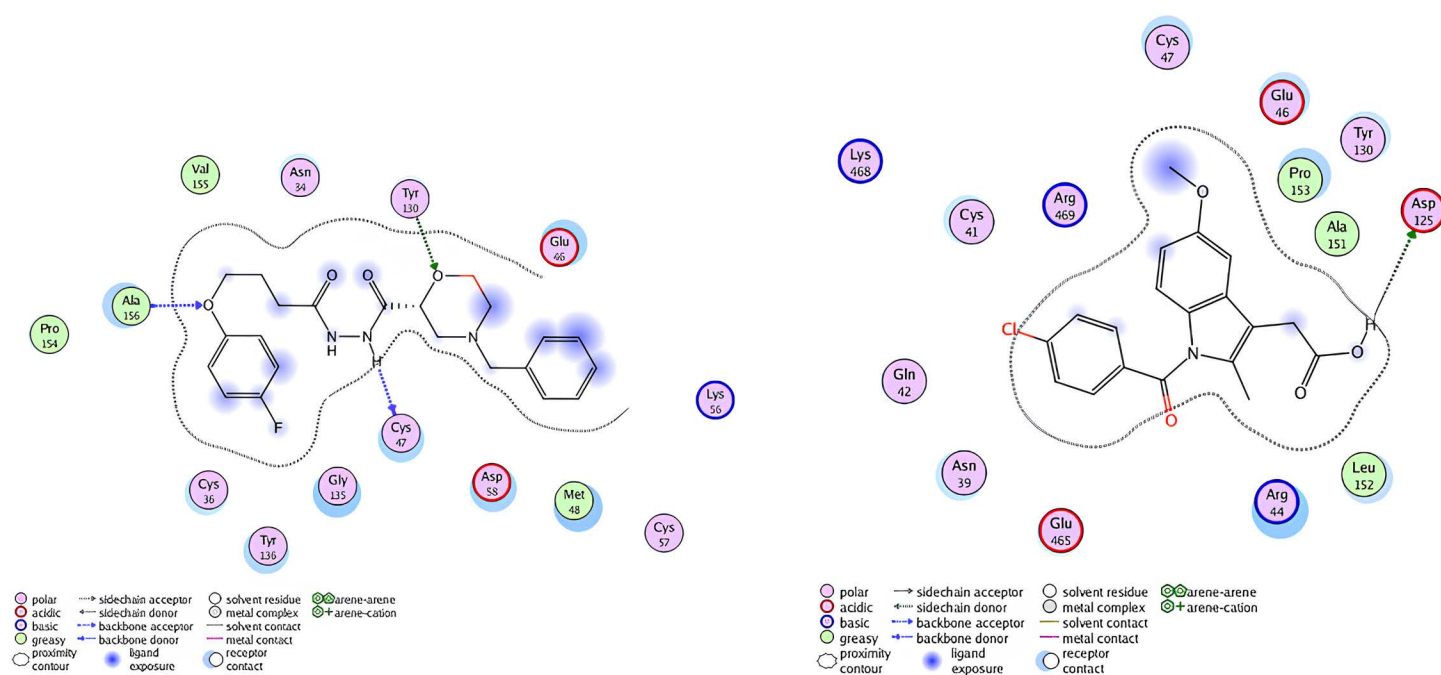 Val
155
Asn
34
Tyr
130
Glu
46
Ala
156
Pro
154
O
O
O
O
N
H
N
H
N
F
Cys
47
Lys
56
Cys
36
Gly
135
Asp
58
Met
48
Tyr
136
Cys
57
polar
acidic
basic
greasy
proximity
contour
sidechain acceptor
sidechain donor
backbone acceptor
backbone donor
ligand
exposure
solvent residue
metal complex
solvent contact
metal contact
receptor
contact
arene-arene
arene-cation
Cys
47
Glu
46
Tyr
130
Lys
468
Pro
153
Arg
469
Asp
125
Cys
41
Ala
151
O
Cl
N
H
O
O
O
Gln
42
Asn
39
Leu
152
Arg
44
Glu
465
polar
acidic
basic
greasy
proximity
contour
sidechain acceptor
sidechain donor
backbone acceptor
backbone donor
ligand
exposure
solvent residue
metal complex
solvent contact
metal contact
receptor
contact
arene-arene
arene-cation